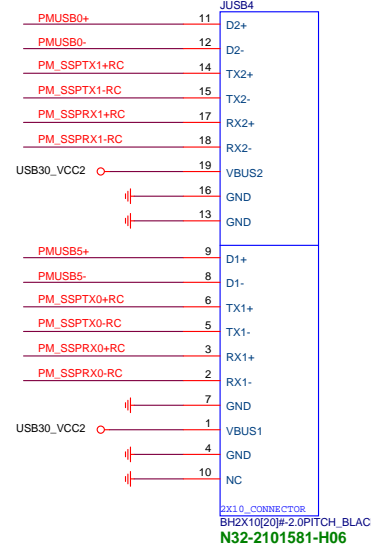 JUSB4
PMUSB0+ 11 D2+
PMUSB0- 12 D2-
PM_SSPTX1+RC 14 TX2+
PM_SSPTX1-RC 15 TX2-
PM_SSPRX1+RC 17 RX2+
PM_SSPRX1-RC 18 RX2-
USB30_VCC2 19 VBUS2
16 GND
13 GND
PMUSB5+ 9 D1+
PMUSB5- 8 D1-
PM_SSPTX0+RC 6 TX1+
PM_SSPTX0-RC 5 TX1-
PM_SSPRX0+RC 3 RX1+
PM_SSPRX0-RC 2 RX1-
7 GND
USB30_VCC2 1 VBUS1
4 GND
10 NC
2X10_CONNECTOR
BH2X10[20]#-2.0PITCH_BLAC
N32-2101581-H06